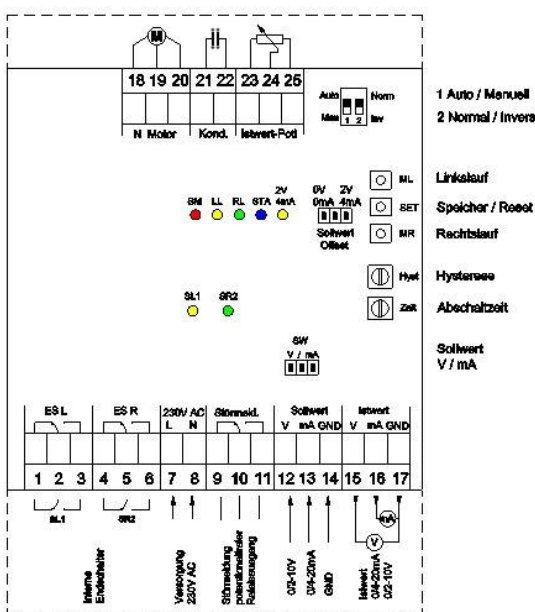 M
18 19 20 21 22 23 24 25
N Motor Kond. Istwert-Poti
Auto Norm
Man 1 2 Inv
1 Auto / Manuell
2 Normal / Invers
ML Linkslauf
SET Speicher / Reset
MR Rechtslauf
Hyst Hysterese
Zeit Abschaltzeit
2V
SM LL RL STA 4mA
0V 2V
0mA 4mA
Sollwert
Offset
SL1 SR2
SW
V / mA
Sollwert
V / mA
ES L ES R 230V AC Störmeld. Sollwert Istwert
L N V mA GND V mA GND
1 2 3 4 5 6 7 8 9 10 11 12 13 14 15 16 17
SL1 SR2
mA
V
Interne
Endschalter
Versorgung
230V AC
Störmeldung
potentionalfreier
Relaisausgang
0/2-10V
0/4-20mA
GND
Istwert
0/4-20mA
0/2-10V